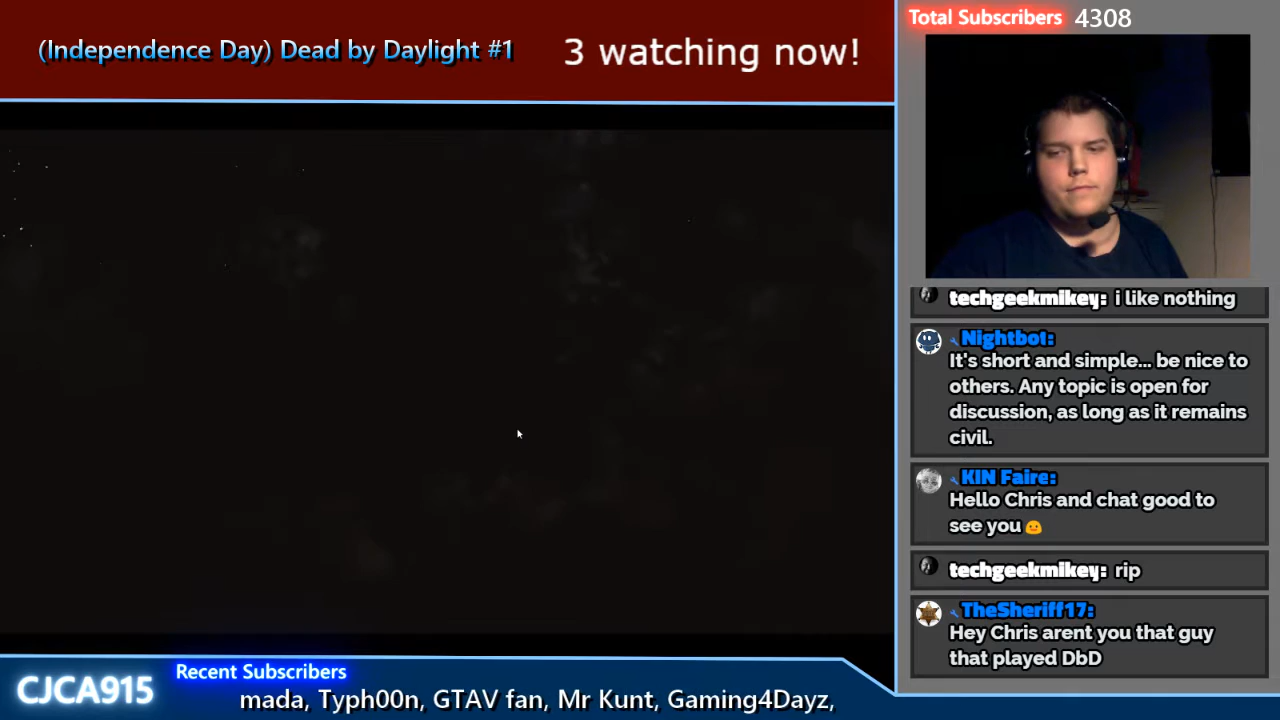 (Independence Day) Dead by Daylight #1
3 watching now!
Total Subscribers 4308
techgeekmikey: i like nothing
Nightbot:
It's short and simple... be nice to
others. Any topic is open for
discussion, as long as it remains
civil.
KIN Faire:
Hello Chris and chat good to
see you
techgeekmikey: rip
TheSheriff17:
Hey Chris arent you that guy
that played DbD
CJCA915
Recent Subscribers
mada, Typh00n, GTAV fan, Mr Kunt, Gaming4Dayz,